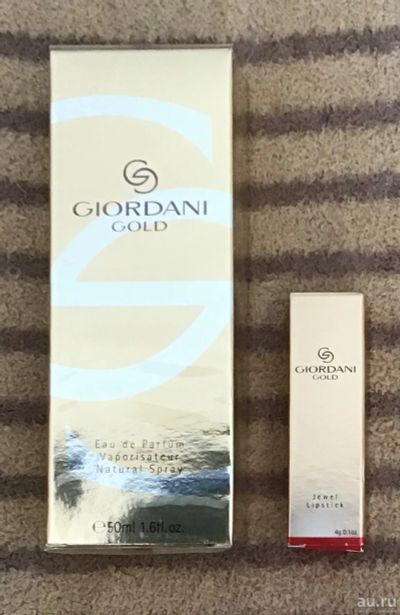 GIORDANI
GOLD
Eau de Parfum
Vaporisateur
Natural Spray
℮50ml 1.6fl.oz.
GIORDANI
GOLD
Jewel
Lipstick
4g 0.1oz.
au.ru